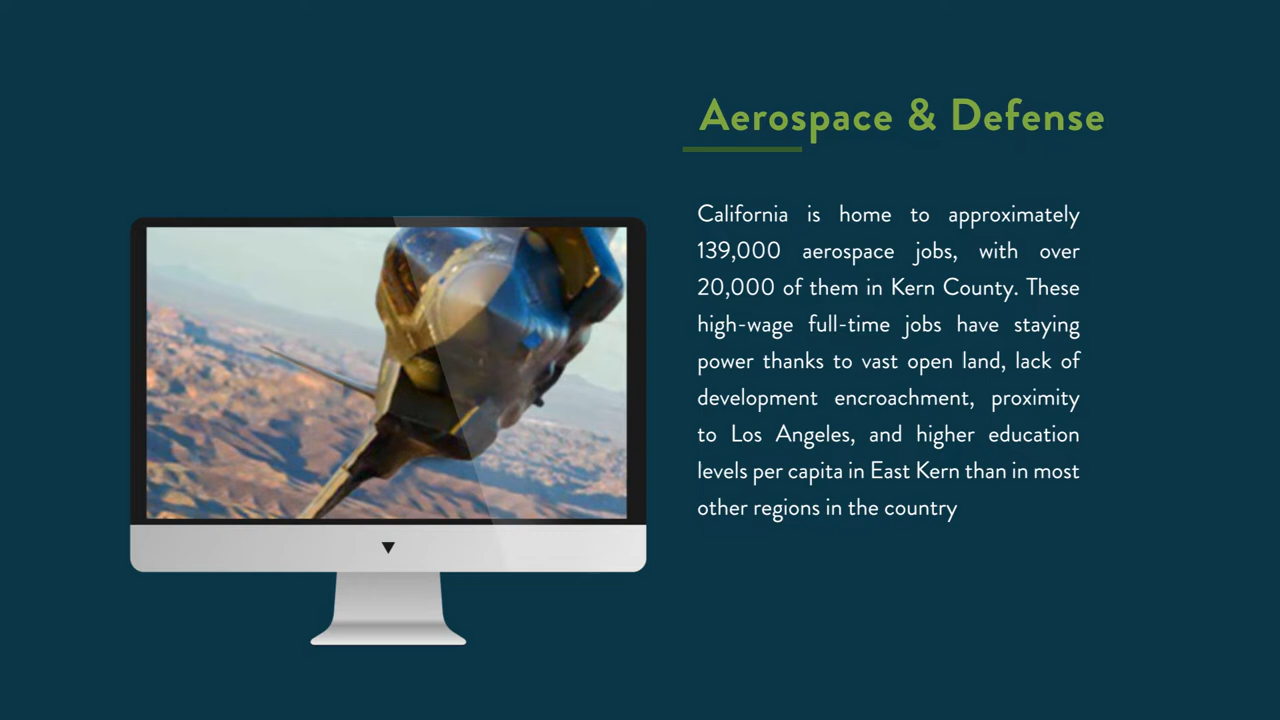 Aerospace & Defense
California is home to approximately
139,000 aerospace jobs, with over
20,000 of them in Kern County. These
high-wage full-time jobs have staying
power thanks to vast open land, lack of
development encroachment, proximity
to Los Angeles, and higher education
levels per capita in East Kern than in most
other regions in the country